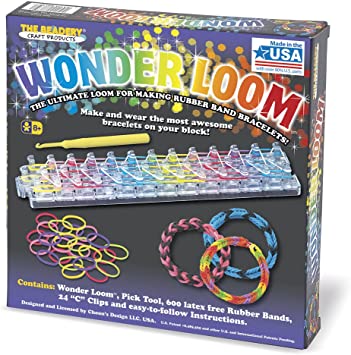 THE BEADERY
CRAFT PRODUCTS
Made in the
USA
WONDER LOOM
THE ULTIMATE LOOM FOR MAKING RUBBER BAND BRACELETS!
Make and wear the most awesome
bracelets on your block!
8+
Contains: Wonder Loom, Pick Tool, 600 latex free Rubber Bands,
24 "C" Clips and easy-to-follow Instructions.
Designed and Licensed by Choon's Design LLC. USA.